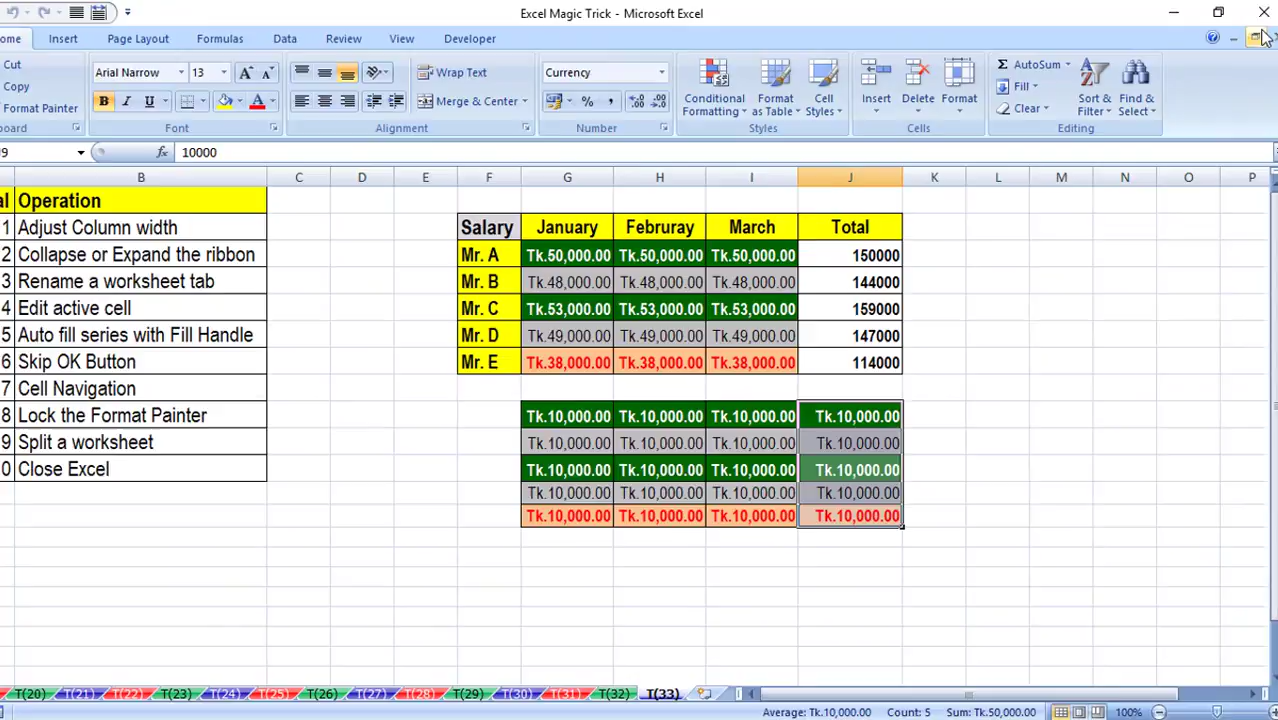 Excel Magic Trick - Microsoft Excel
ome Insert Page Layout Formulas Data Review View Developer
Cut
Copy
Format Painter
Arial Narrow 13
B I U
Wrap Text
Merge & Center
Currency
Conditional Formatting
Format as Table
Cell Styles
Insert Delete Format
AutoSum
Fill
Clear
Sort & Filter
Find & Select
board Font Alignment Number Styles Cells Editing
9 fx 10000
B C D E F G H I J K L M N O P
al Operation
1 Adjust Column width
2 Collapse or Expand the ribbon
3 Rename a worksheet tab
4 Edit active cell
5 Auto fill series with Fill Handle
6 Skip OK Button
7 Cell Navigation
8 Lock the Format Painter
9 Split a worksheet
0 Close Excel
Salary January Februray March Total
Mr. A Tk.50,000.00 Tk.50,000.00 Tk.50,000.00 150000
Mr. B Tk.48,000.00 Tk.48,000.00 Tk.48,000.00 144000
Mr. C Tk.53,000.00 Tk.53,000.00 Tk.53,000.00 159000
Mr. D Tk.49,000.00 Tk.49,000.00 Tk.49,000.00 147000
Mr. E Tk.38,000.00 Tk.38,000.00 Tk.38,000.00 114000
Tk.10,000.00 Tk.10,000.00 Tk.10,000.00 Tk.10,000.00
Tk.10,000.00 Tk.10,000.00 Tk.10,000.00 Tk.10,000.00
Tk.10,000.00 Tk.10,000.00 Tk.10,000.00 Tk.10,000.00
Tk.10,000.00 Tk.10,000.00 Tk.10,000.00 Tk.10,000.00
Tk.10,000.00 Tk.10,000.00 Tk.10,000.00 Tk.10,000.00
T(20) T(21) T(22) T(23) T(24) T(25) T(26) T(27) T(28) T(29) T(30) T(31) T(32) T(33)
Average: Tk.10,000.00 Count: 5 Sum: Tk.50,000.00 100%